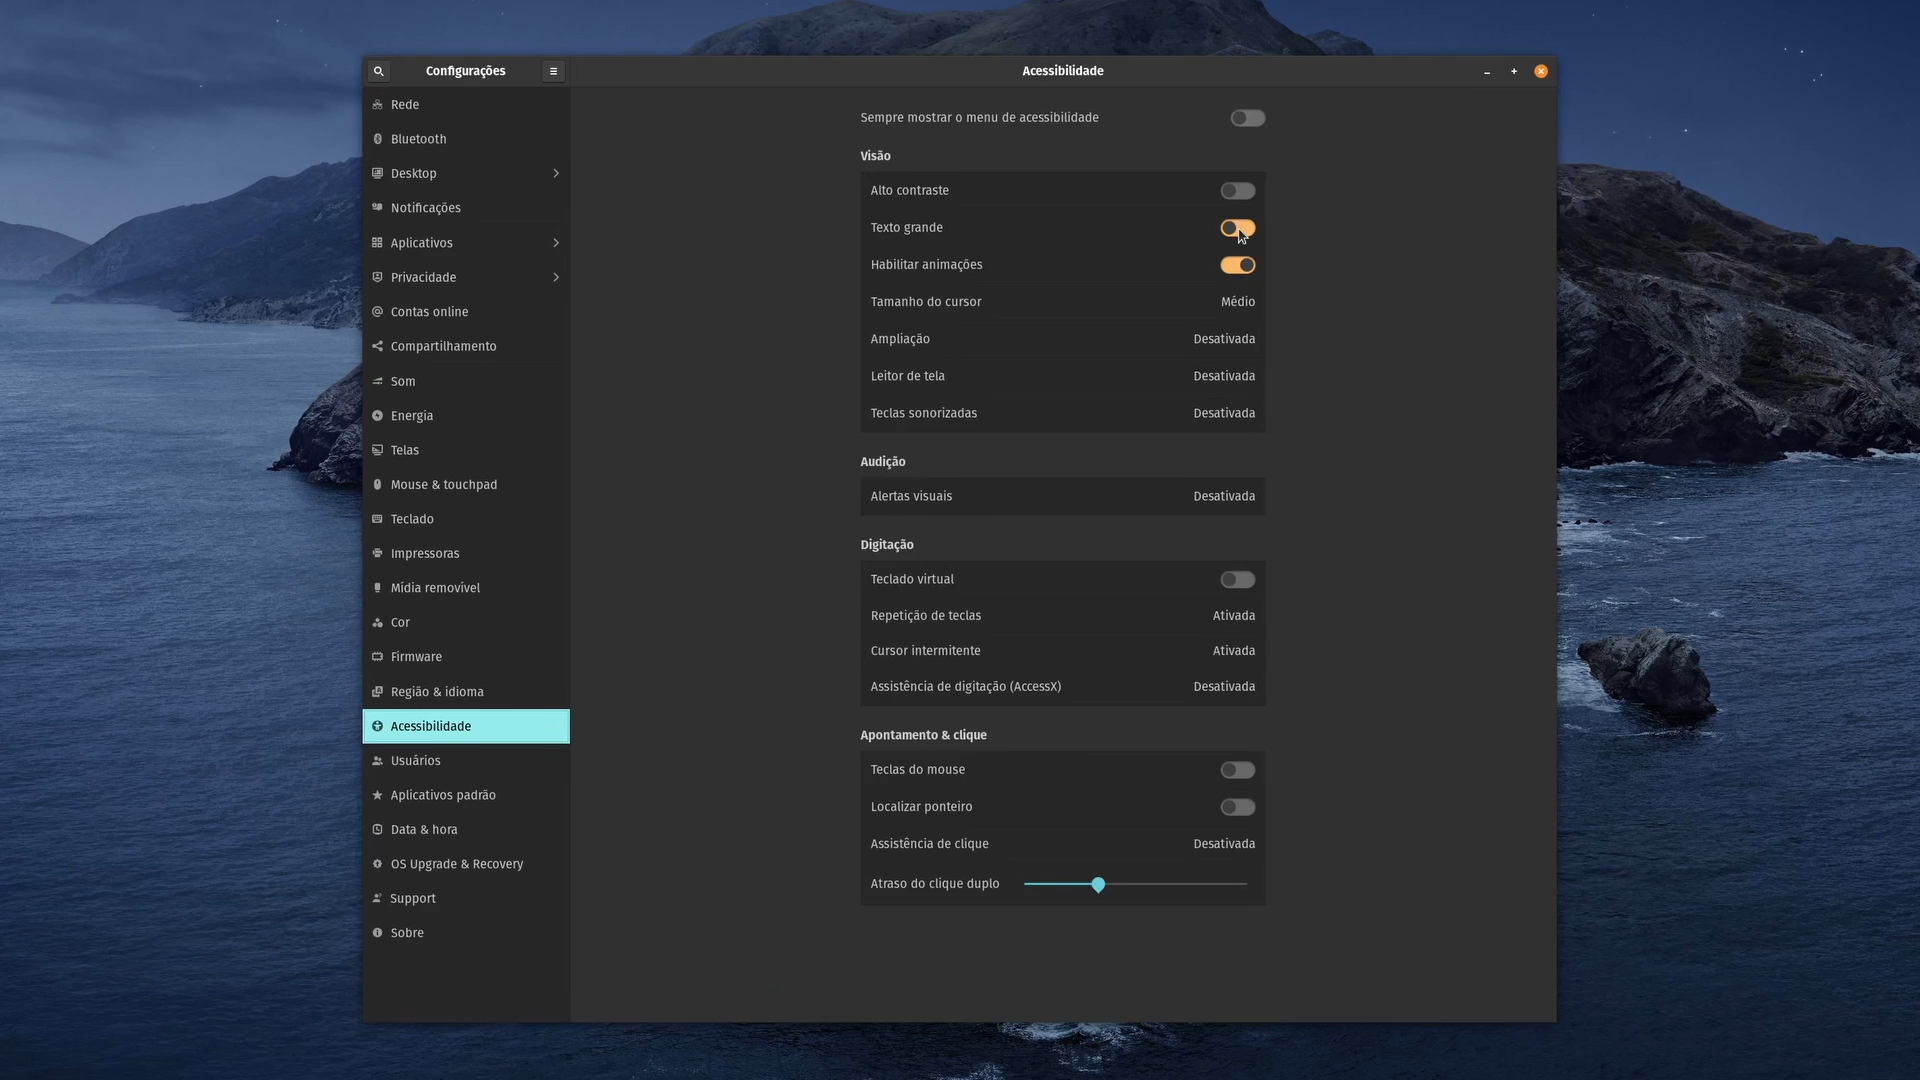 Configurações
Acessibilidade
Rede
Bluetooth
Desktop
Notificações
Aplicativos
Privacidade
Contas online
Compartilhamento
Som
Energia
Telas
Mouse & touchpad
Teclado
Impressoras
Mídia removível
Cor
Firmware
Região & idioma
Acessibilidade
Usuários
Aplicativos padrão
Data & hora
OS Upgrade & Recovery
Support
Sobre
Sempre mostrar o menu de acessibilidade
Visão
Alto contraste
Texto grande
Habilitar animações
Tamanho do cursor Médio
Ampliação Desativada
Leitor de tela Desativada
Teclas sonorizadas Desativada
Audição
Alertas visuais Desativada
Digitação
Teclado virtual
Repetição de teclas Ativada
Cursor intermitente Ativada
Assistência de digitação (AccessX) Desativada
Apontamento & clique
Teclas do mouse
Localizar ponteiro
Assistência de clique Desativada
Atraso do clique duplo